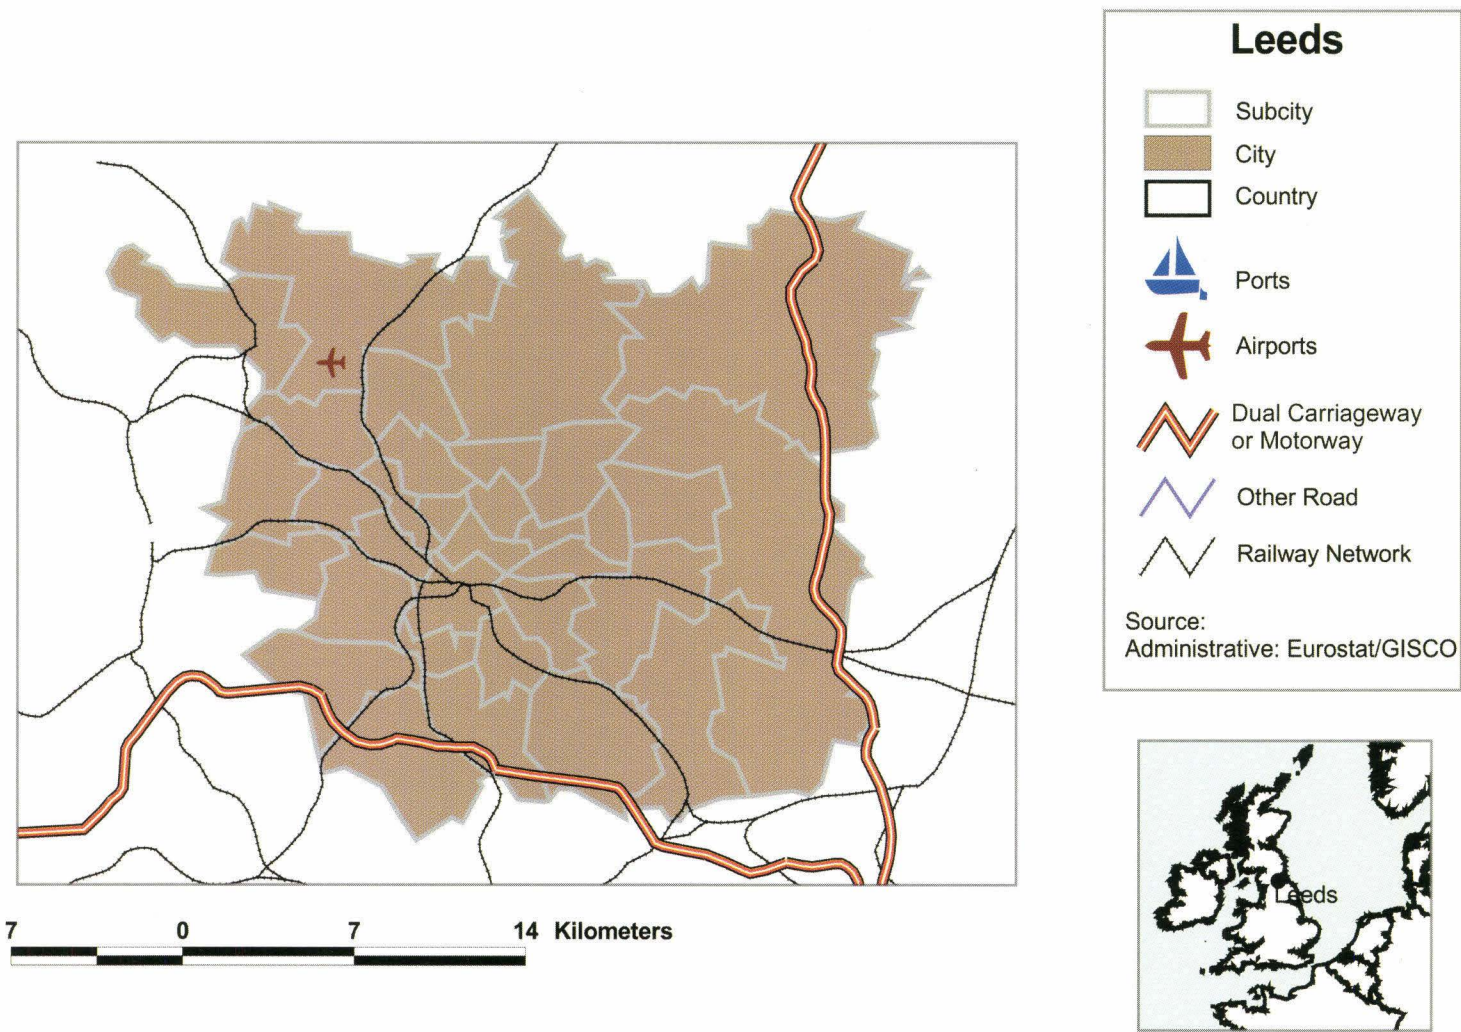 Leeds
Subcity
City
Country
Ports
Airports
Dual Carriageway
or Motorway
Other Road
Railway Network
Source:
Administrative: Eurostat/GISCO
7 0 7 14 Kilometers
Leeds